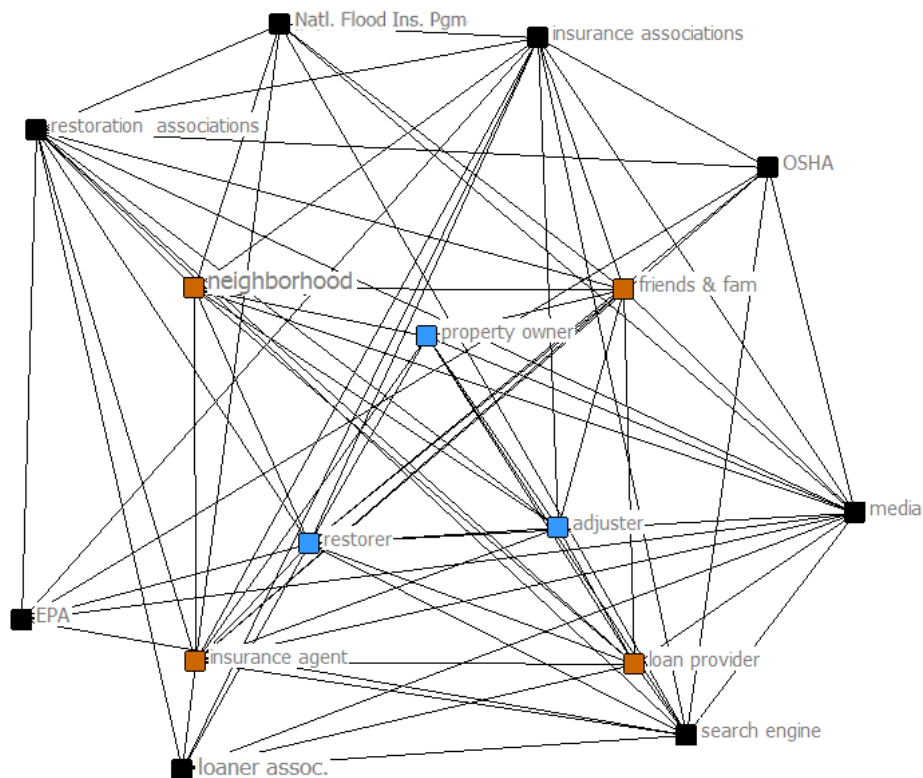 Natl. Flood Ins. Pgm
insurance associations
restoration associations
OSHA
neighborhood
friends & fam
property owner
media
adjuster
restorer
EPA
insurance agent
loan provider
search engine
loaner assoc.